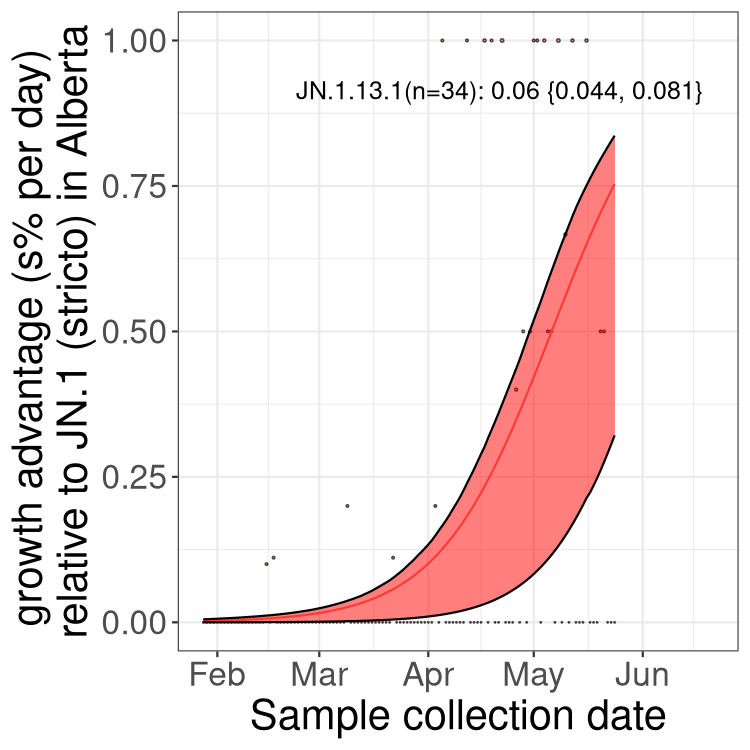 growth advantage (s% per day)
relative to JN.1 (stricto) in Alberta
1.00
0.75
0.50
0.25
0.00
JN.1.13.1(n=34): 0.06 {0.044, 0.081}
Feb Mar Apr May Jun
Sample collection date